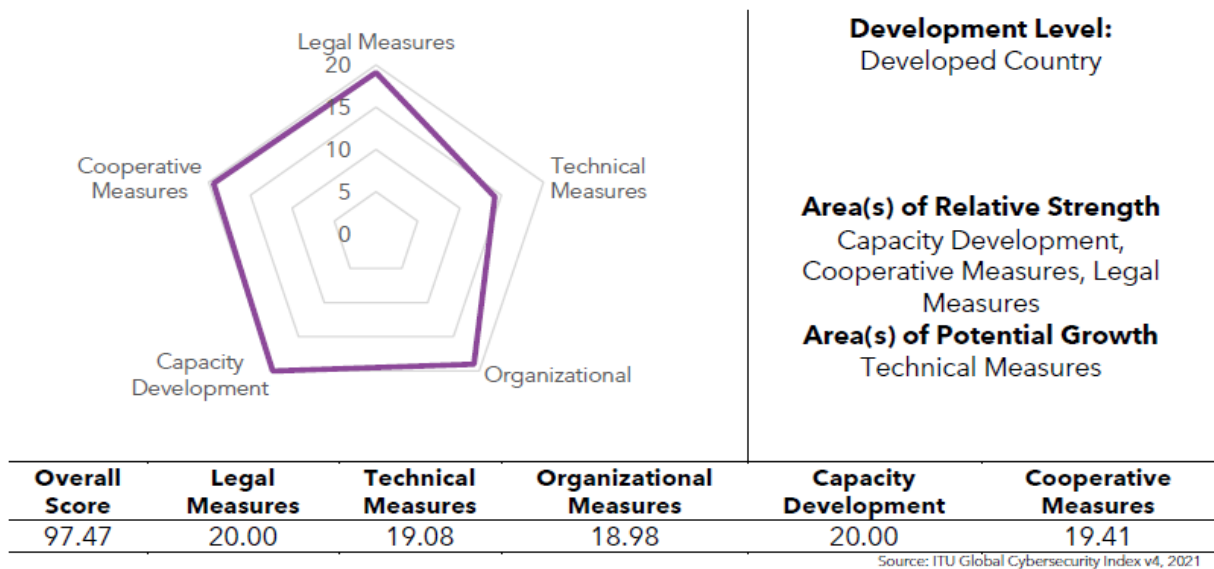 Legal Measures
20
15
10
5
0
Technical
Measures
Organizational
Capacity
Development
Cooperative
Measures
Development Level:
Developed Country
Area(s) of Relative Strength
Capacity Development,
Cooperative Measures, Legal
Measures
Area(s) of Potential Growth
Technical Measures
Overall Score Legal Measures Technical Measures Organizational Measures Capacity Development Cooperative Measures
97.47 20.00 19.08 18.98 20.00 19.41
Source: ITU Global Cybersecurity Index v4, 2021